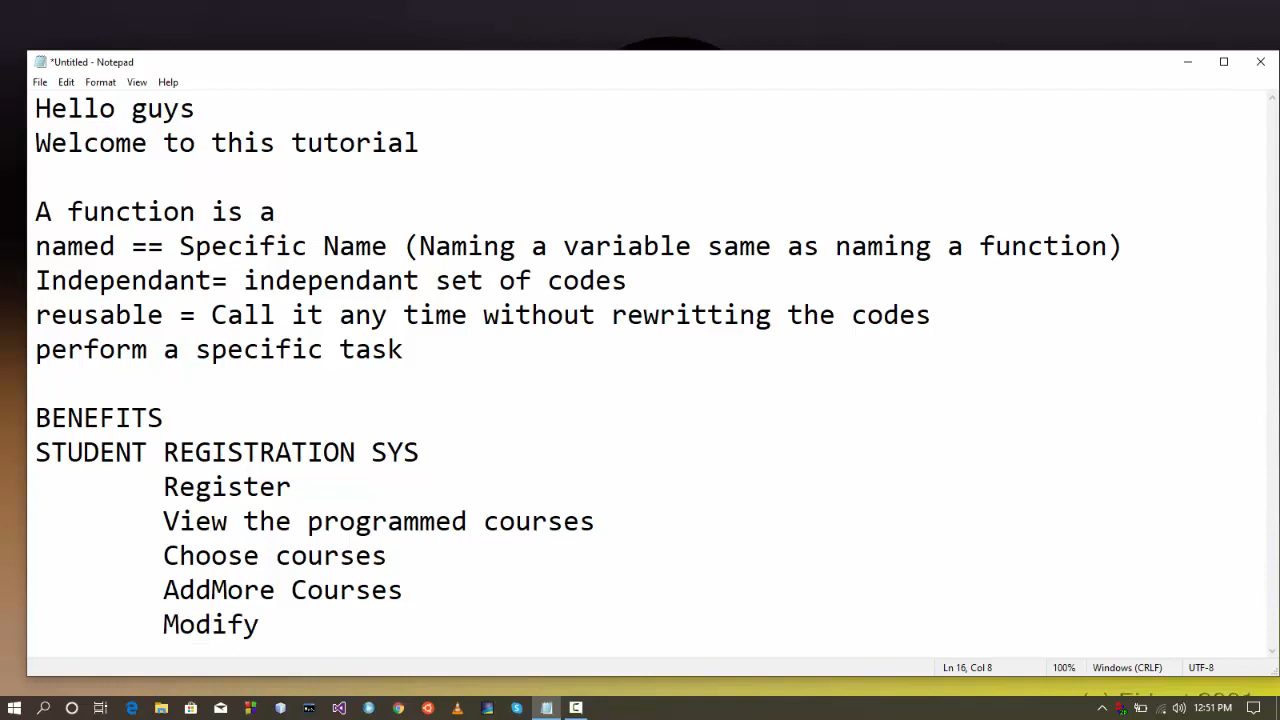 *Untitled - Notepad
File Edit Format View Help
Hello guys
Welcome to this tutorial
A function is a
named == Specific Name (Naming a variable same as naming a function)
Independant= independant set of codes
reusable = Call it any time without rewritting the codes
perform a specific task
BENEFITS
STUDENT REGISTRATION SYS
Register
View the programmed courses
Choose courses
AddMore Courses
Modify
Ln 16, Col 8 100% Windows (CRLF) UTF-8
12:51 PM